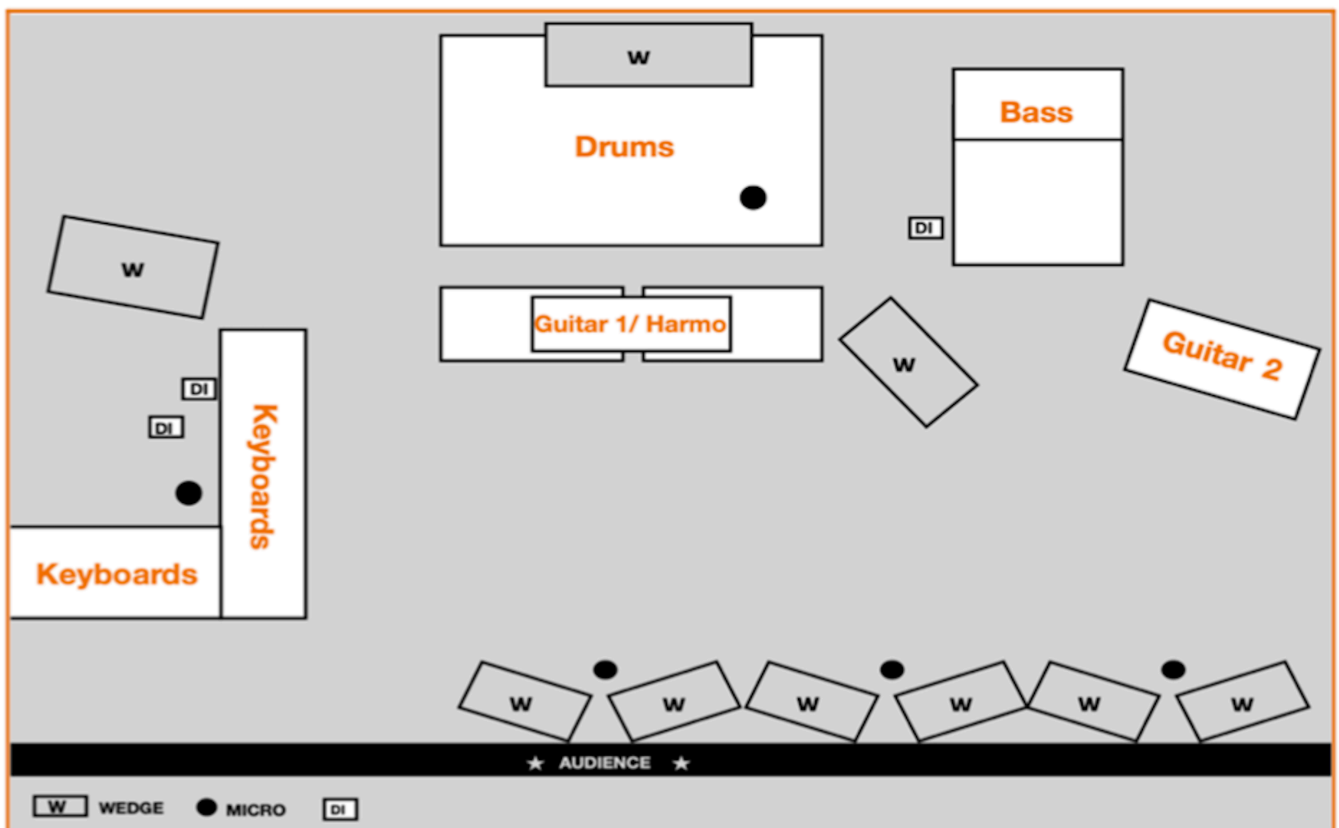 W
Drums
Bass
DI
W
Guitar 1/ Harmo
W
Guitar 2
DI
DI
Keyboards
Keyboards
W
W
W
W
W
W
★ AUDIENCE ★
W WEDGE
MICRO
DI